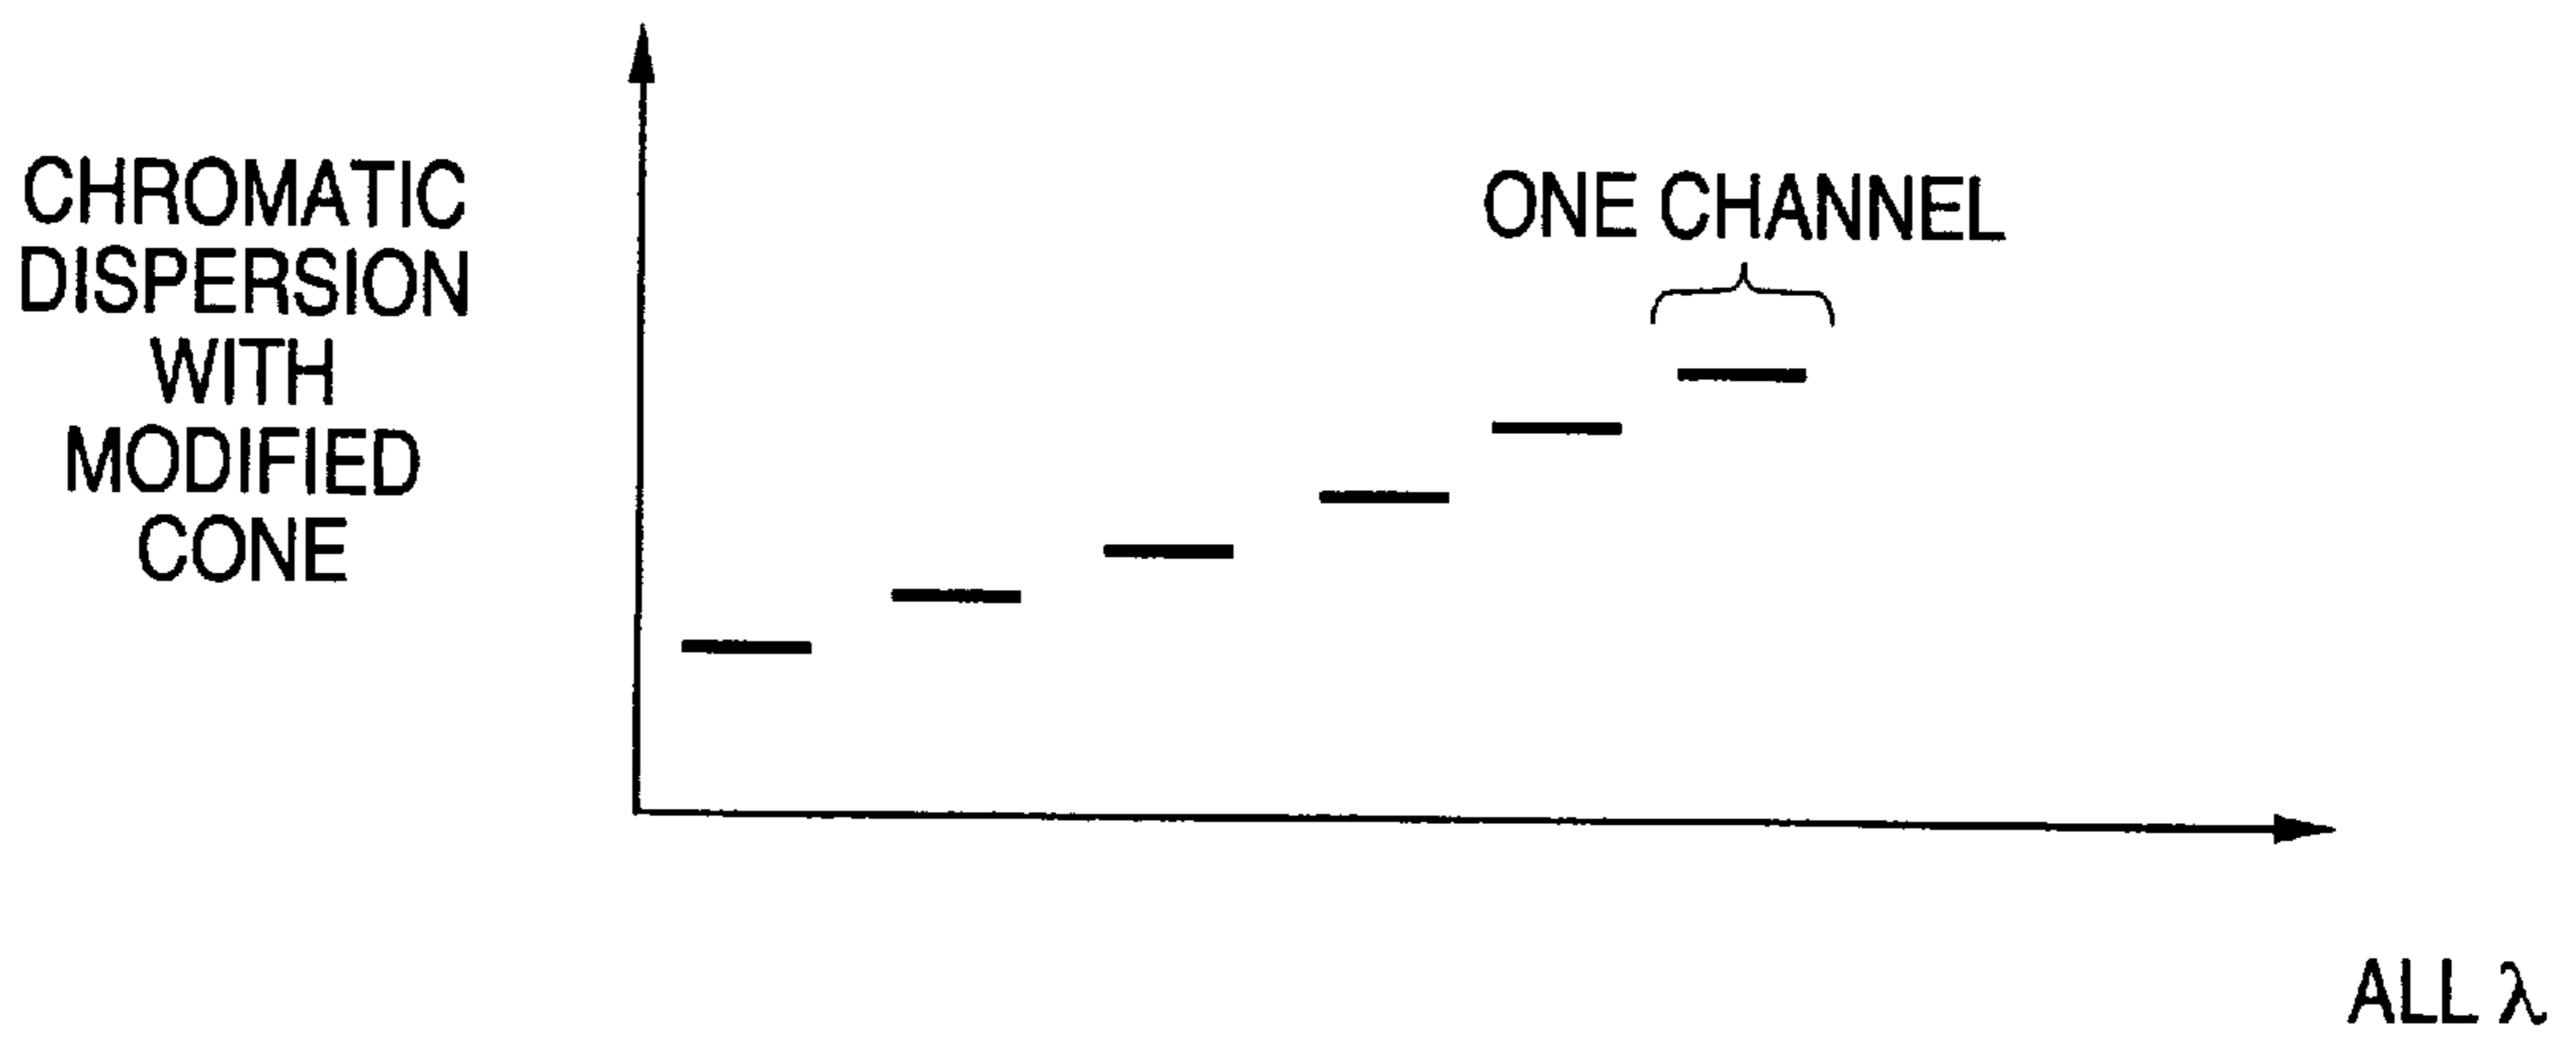 CHROMATIC
DISPERSION
WITH
MODIFIED
CONE
ONE CHANNEL
ALL λ